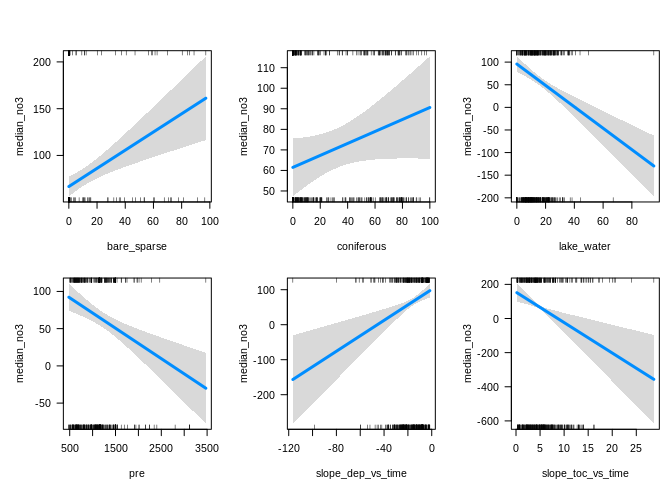 median_no3
200
150
100
0 20 40 60 80 100
bare_sparse
median_no3
110
100
90
80
70
60
50
0 20 40 60 80 100
coniferous
median_no3
100
50
0
-50
-100
-150
-200
0 20 40 60 80
lake_water
median_no3
100
50
0
-50
500 1500 2500 3500
pre
median_no3
100
0
-100
-200
-120 -80 -60 -40 -20 0
slope_dep_vs_time
median_no3
200
0
-200
-400
-600
0 5 10 15 20 25
slope_toc_vs_time